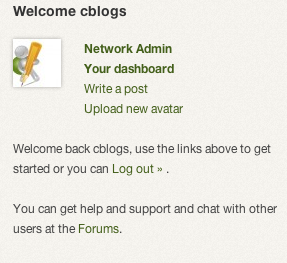 Welcome cblogs
Network Admin
Your dashboard
Write a post
Upload new avatar
Welcome back cblogs, use the links above to get
started or you can Log out » .
You can get help and support and chat with other
users at the Forums.